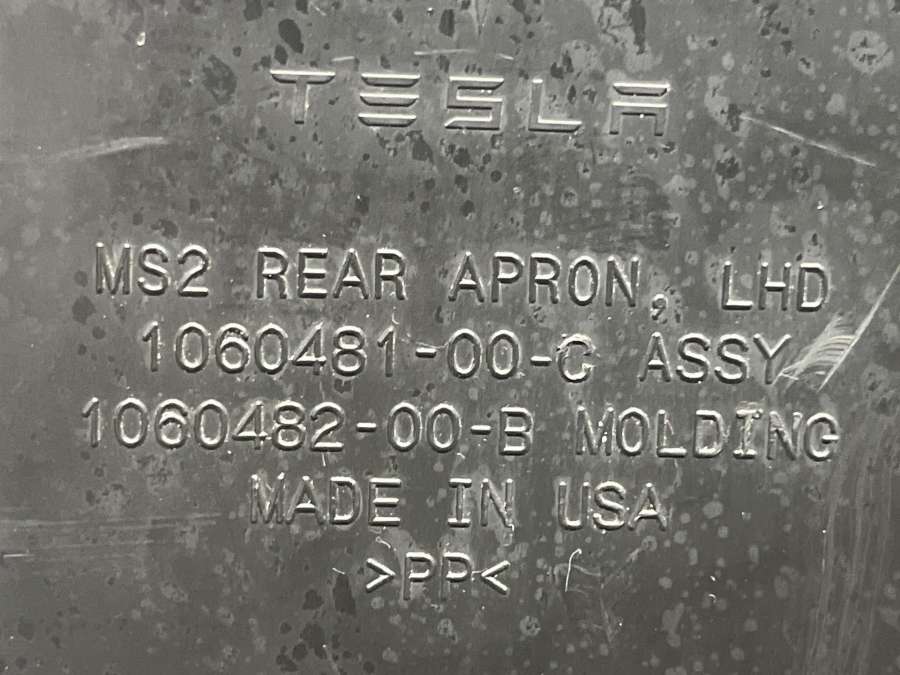 TESLA
MS2 REAR APRON, LHD
1060481-00-C ASSY
1060482-00-B MOLDING
MADE IN USA
>PP<